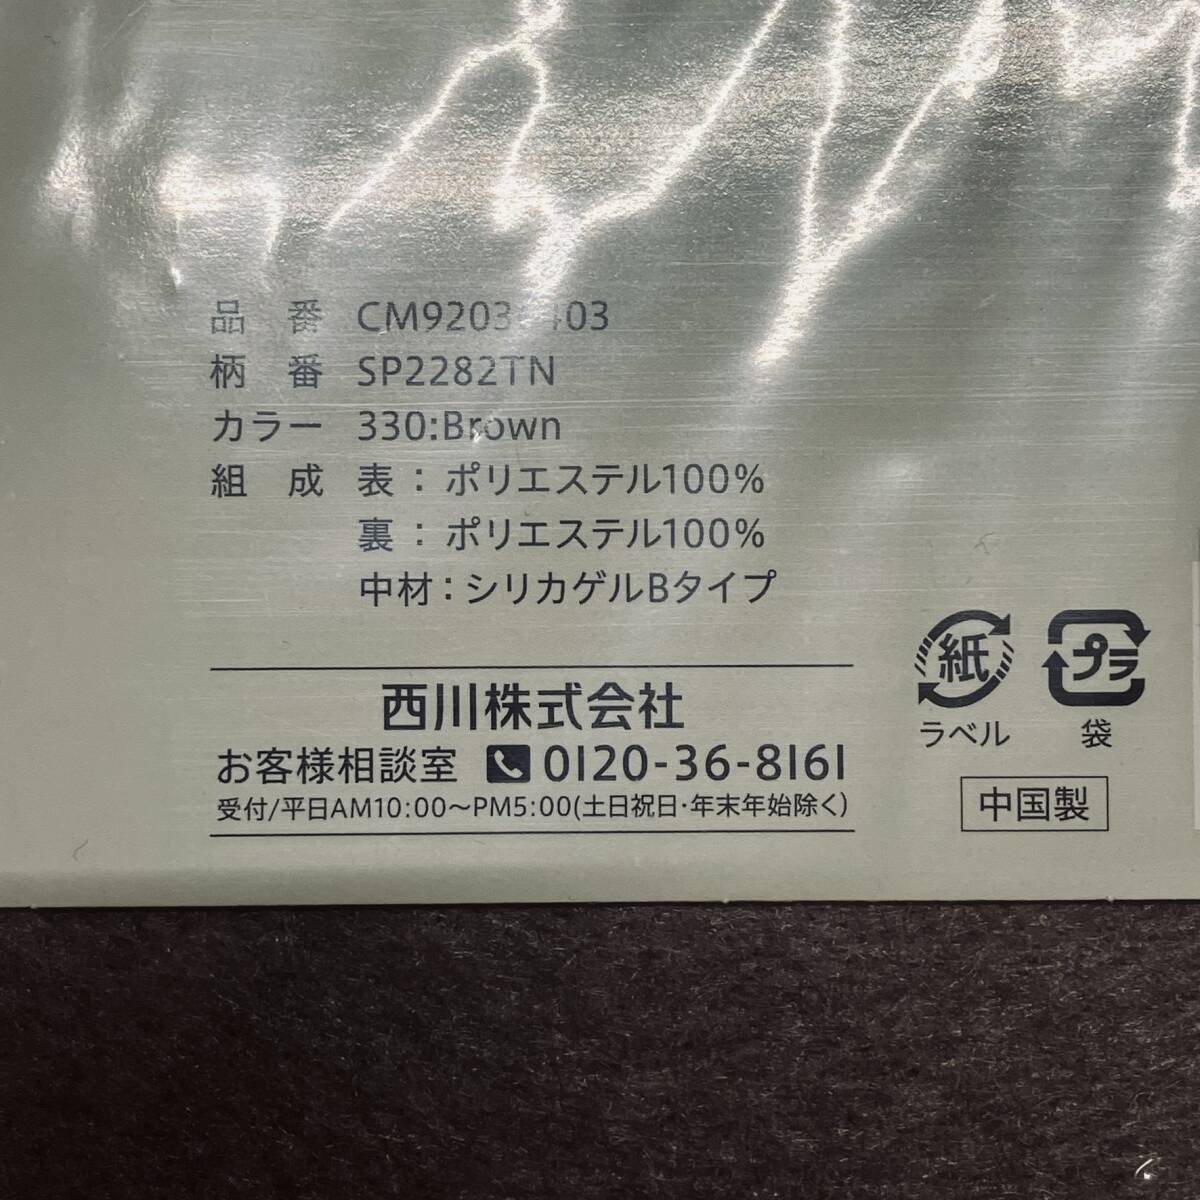 品番
柄番 SP2282TN
カラー 330:Brown
組成 表：ポリエステル100%
裏：ポリエステル100%
中材：シリカゲルBタイプ
西川株式会社
お客様相談室 0120-36-8161
受付/平日AM10:00〜PM5:00(土日祝日・年末年始除く)
紙
ラベル
プラ
袋
中国製